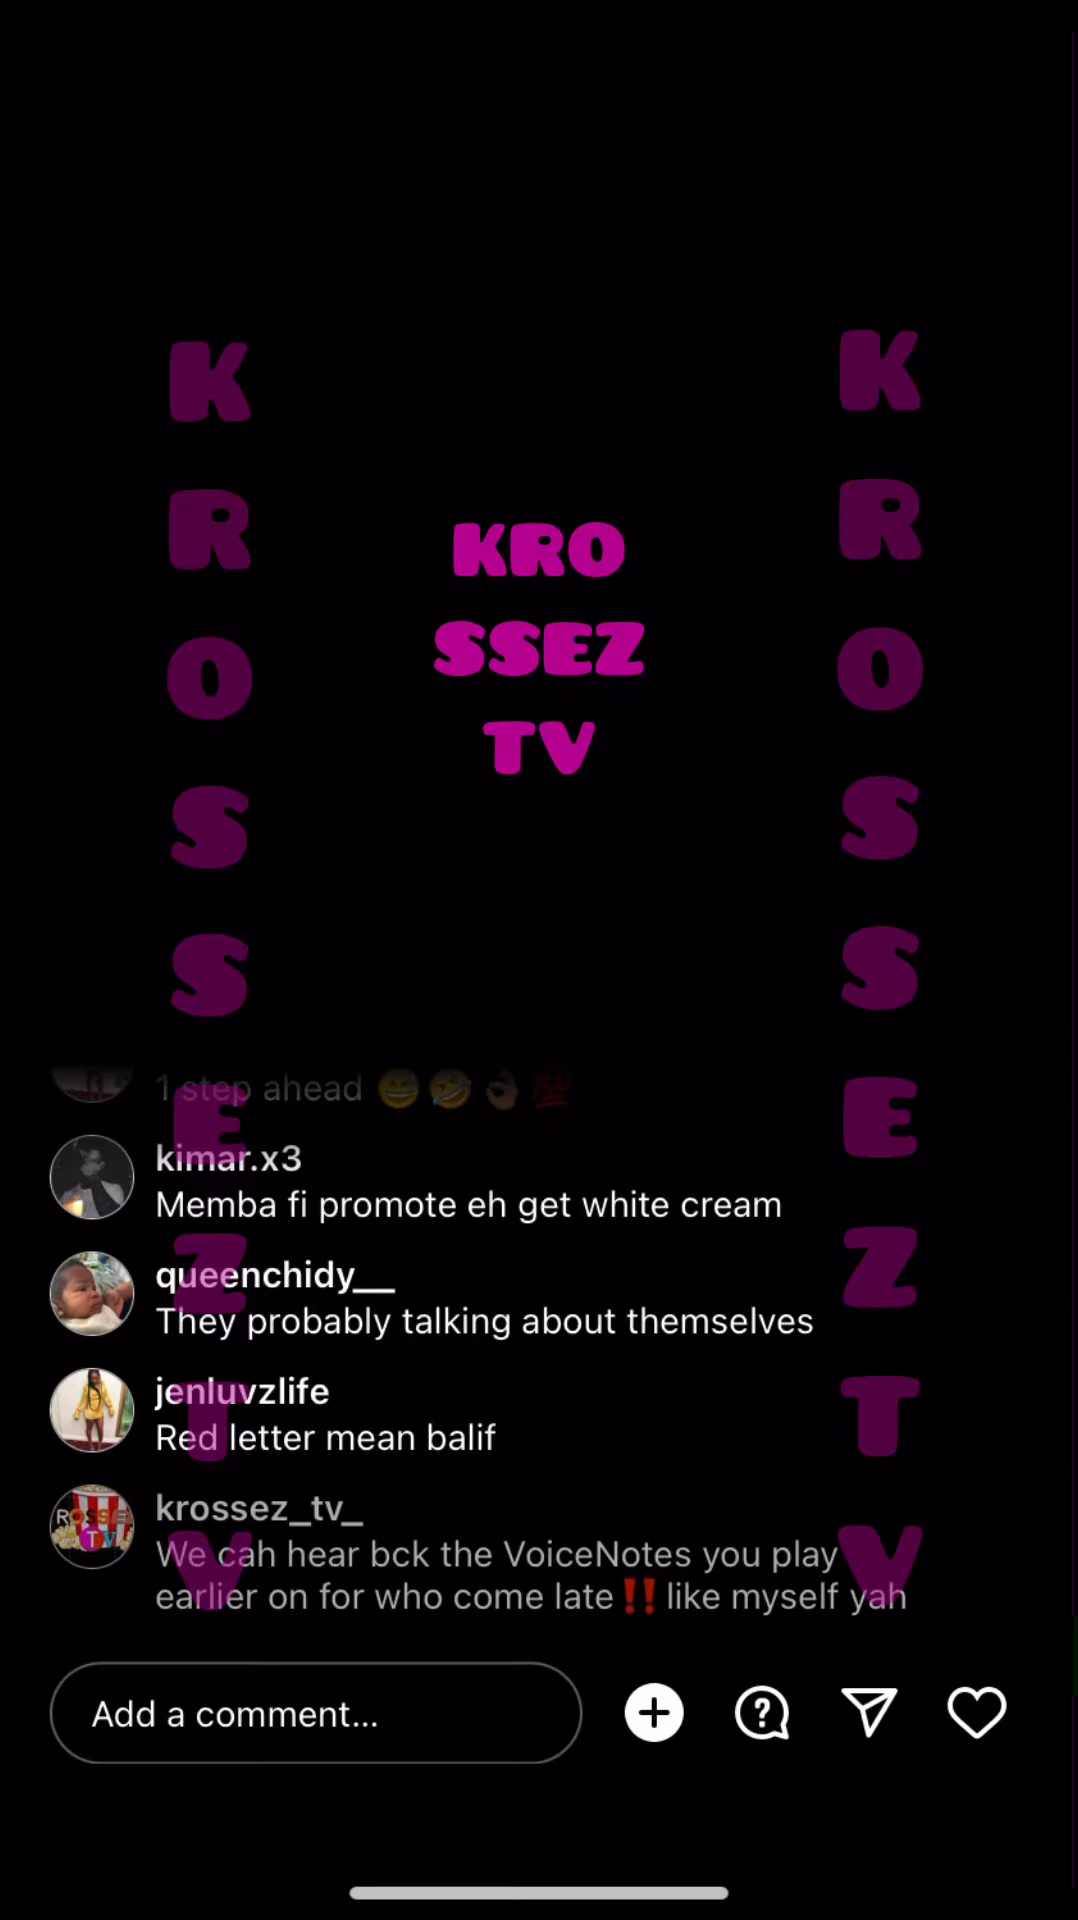 K
R
O
S
S
E
Z
T
V
K
R
O
S
S
E
Z
T
V
KRO
SSEZ
TV
1 step ahead 😅🤣👌🏽💯
kimar.x3
Memba fi promote eh get white cream
queenchidy__
They probably talking about themselves
jenluvzlife
Red letter mean balif
ROSSE
TV
krossez_tv_
We cah hear bck the VoiceNotes you play
earlier on for who come late‼️like myself yah
Add a comment...